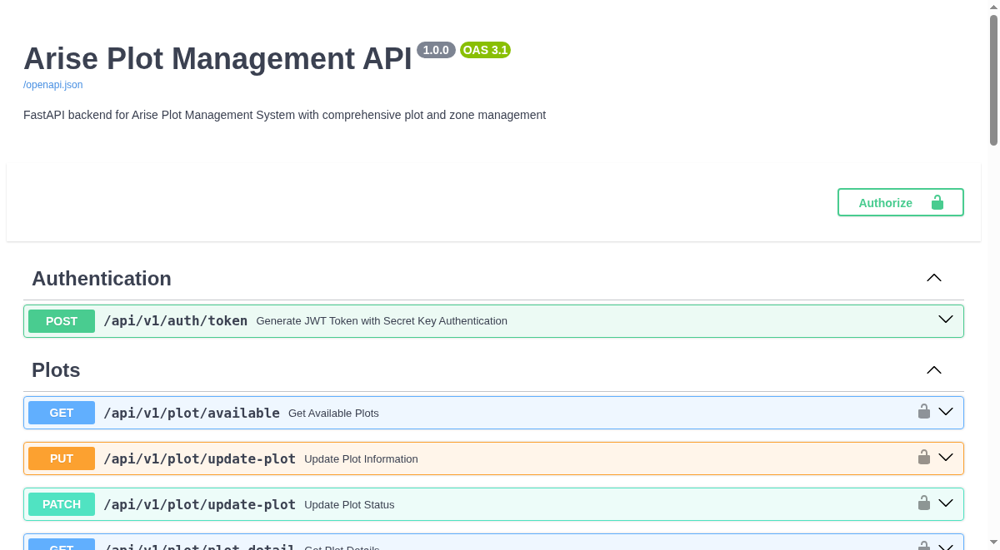 Arise Plot Management API 1.0.0 OAS 3.1
/openapi.json
FastAPI backend for Arise Plot Management System with comprehensive plot and zone management
Authorize
Authentication
POST /api/v1/auth/token Generate JWT Token with Secret Key Authentication
Plots
GET /api/v1/plot/available Get Available Plots
PUT /api/v1/plot/update-plot Update Plot Information
PATCH /api/v1/plot/update-plot Update Plot Status
GET /api/v1/plot/plot-detail Get Plot Details